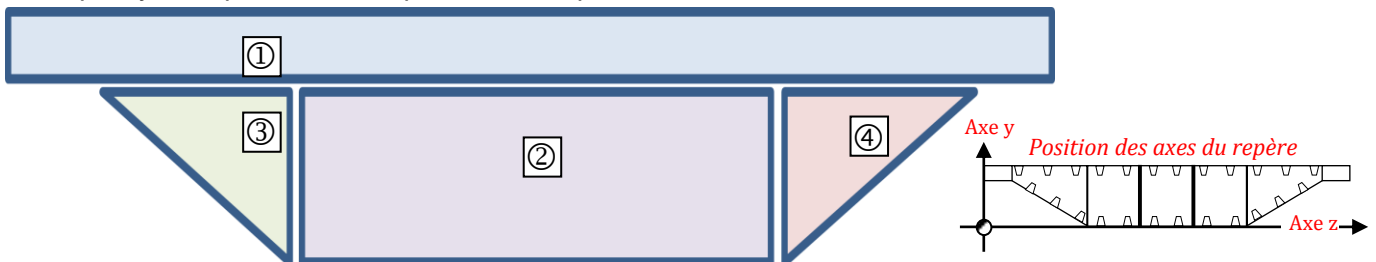 ①
③
②
④
Axe y
Position des axes du repère
Axe z